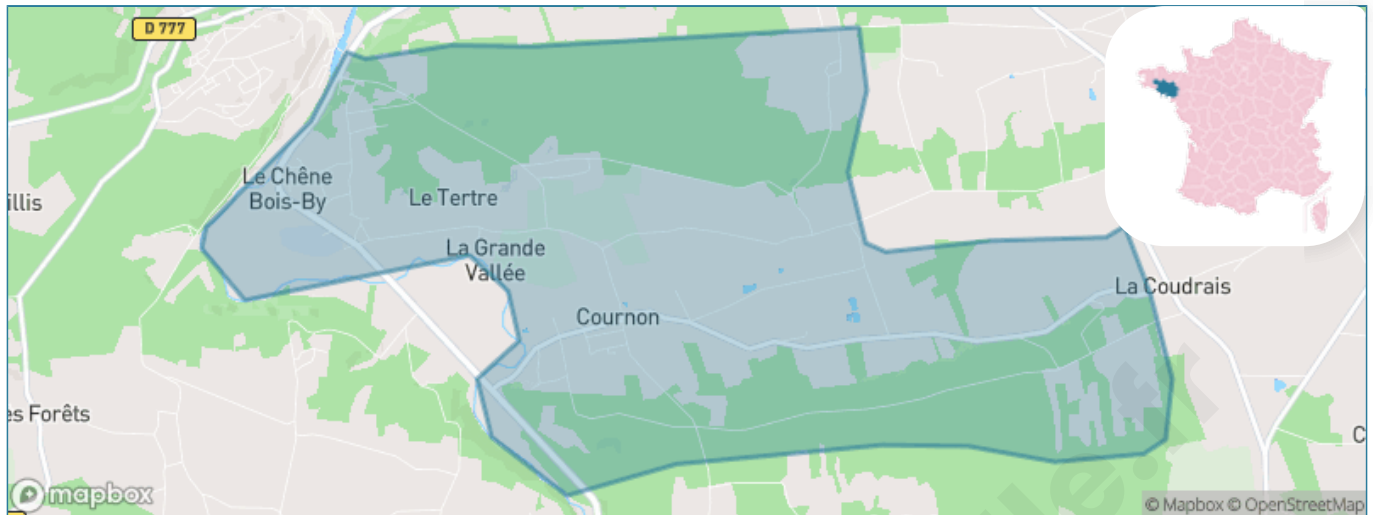 D 777
Le Chêne
Bois-By
illis
Le Tertre
La Grande
Vallée
La Coudrais
Cournon
es Forêts
C
mapbox
© Mapbox © OpenStreetMap